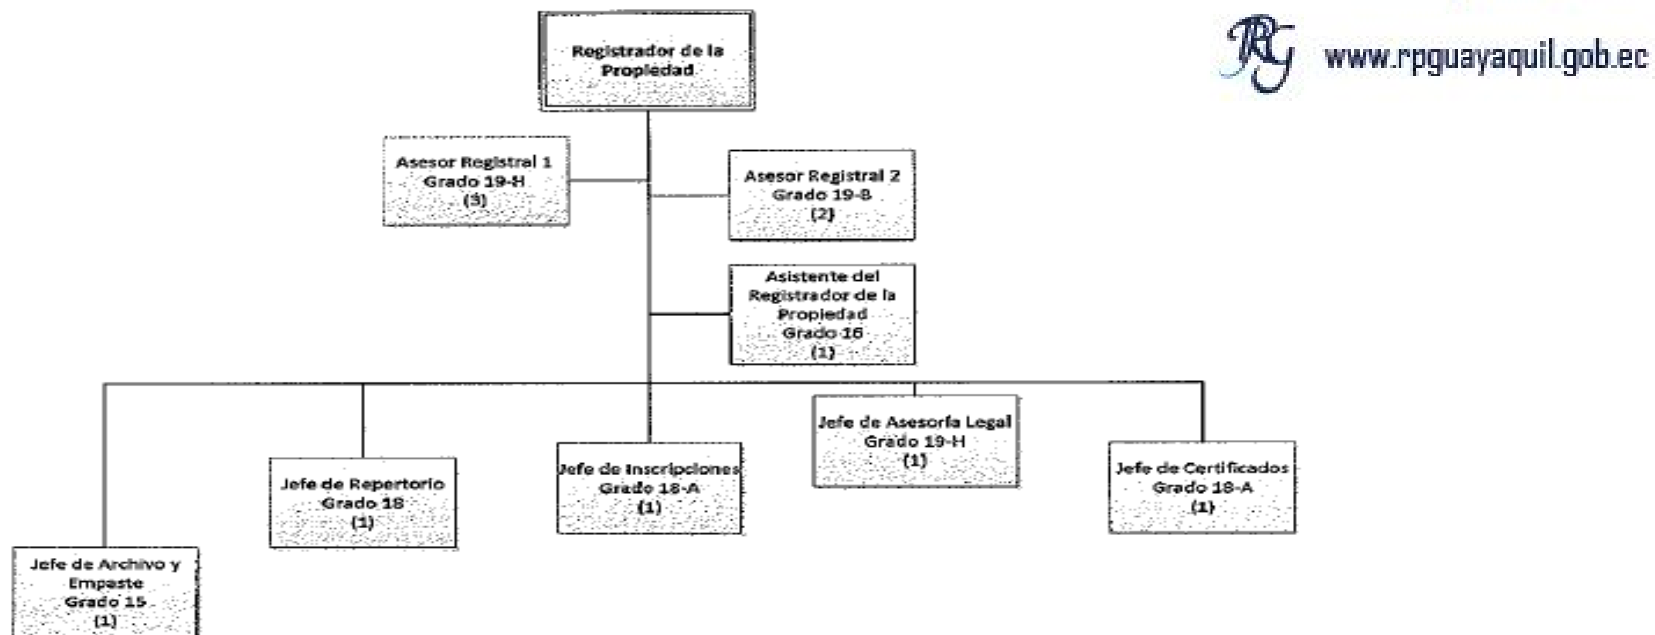 Registrador de la
Propiedad
RPG
www.rpguayaquil.gob.ec
Asesor Registral 1
Grado 19-H
(3)
Asesor Registral 2
Grado 19-B
(2)
Asistente del
Registrador de la
Propiedad
Grado 16
(1)
Jefe de Asesoría Legal
Grado 19-H
(1)
Jefe de Inscripciones
Grado 18-A
(1)
Jefe de Certificados
Grado 18-A
(1)
Jefe de Repertorio
Grado 18
(1)
Jefe de Archivo y
Empaste
Grado 15
(1)